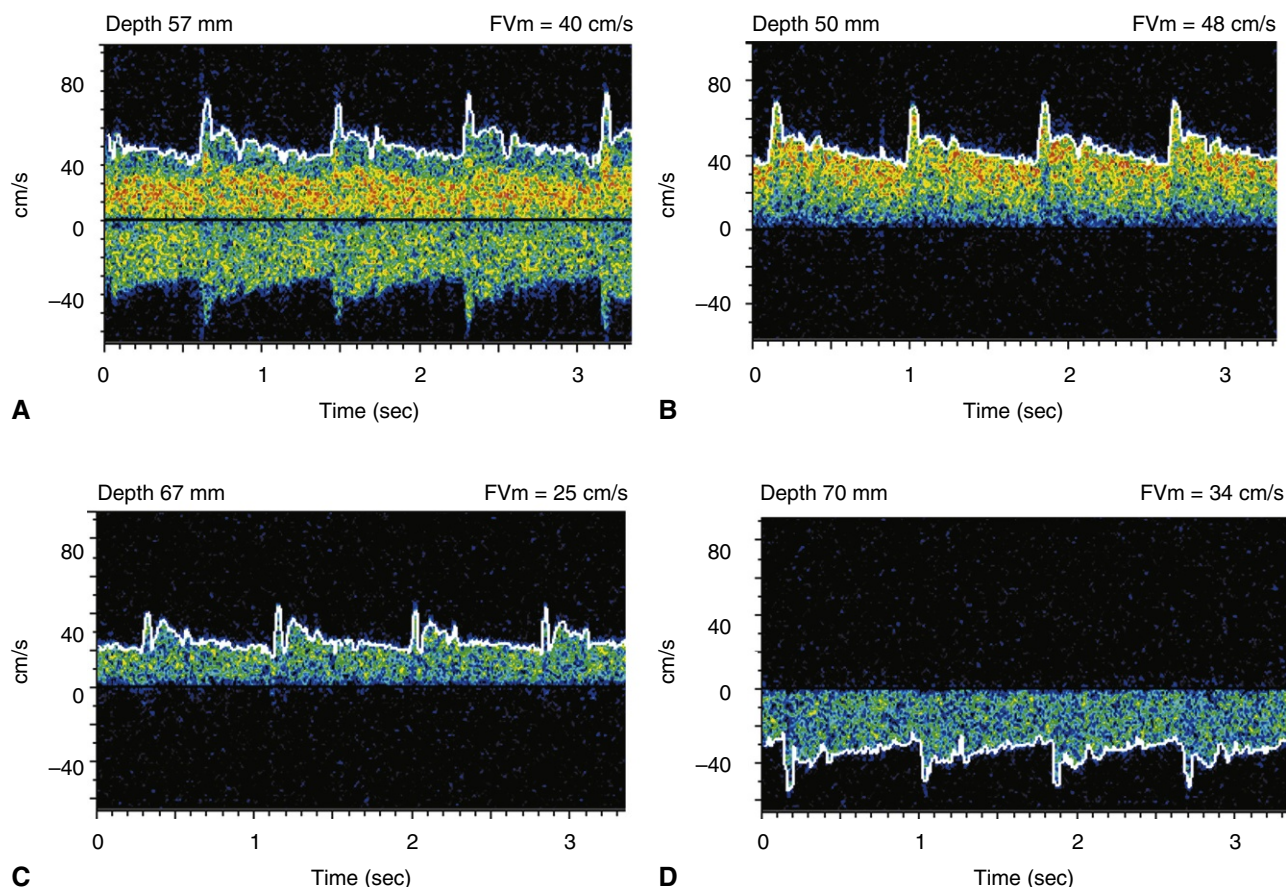 Depth 57 mm FVm = 40 cm/s
80
40
0
−40
cm/s
0 1 2 3
Time (sec)
A
Depth 50 mm FVm = 48 cm/s
80
40
0
−40
cm/s
0 1 2 3
Time (sec)
B
Depth 67 mm FVm = 25 cm/s
80
40
0
−40
cm/s
0 1 2 3
Time (sec)
C
Depth 70 mm FVm = 34 cm/s
80
40
0
−40
cm/s
0 1 2 3
Time (sec)
D